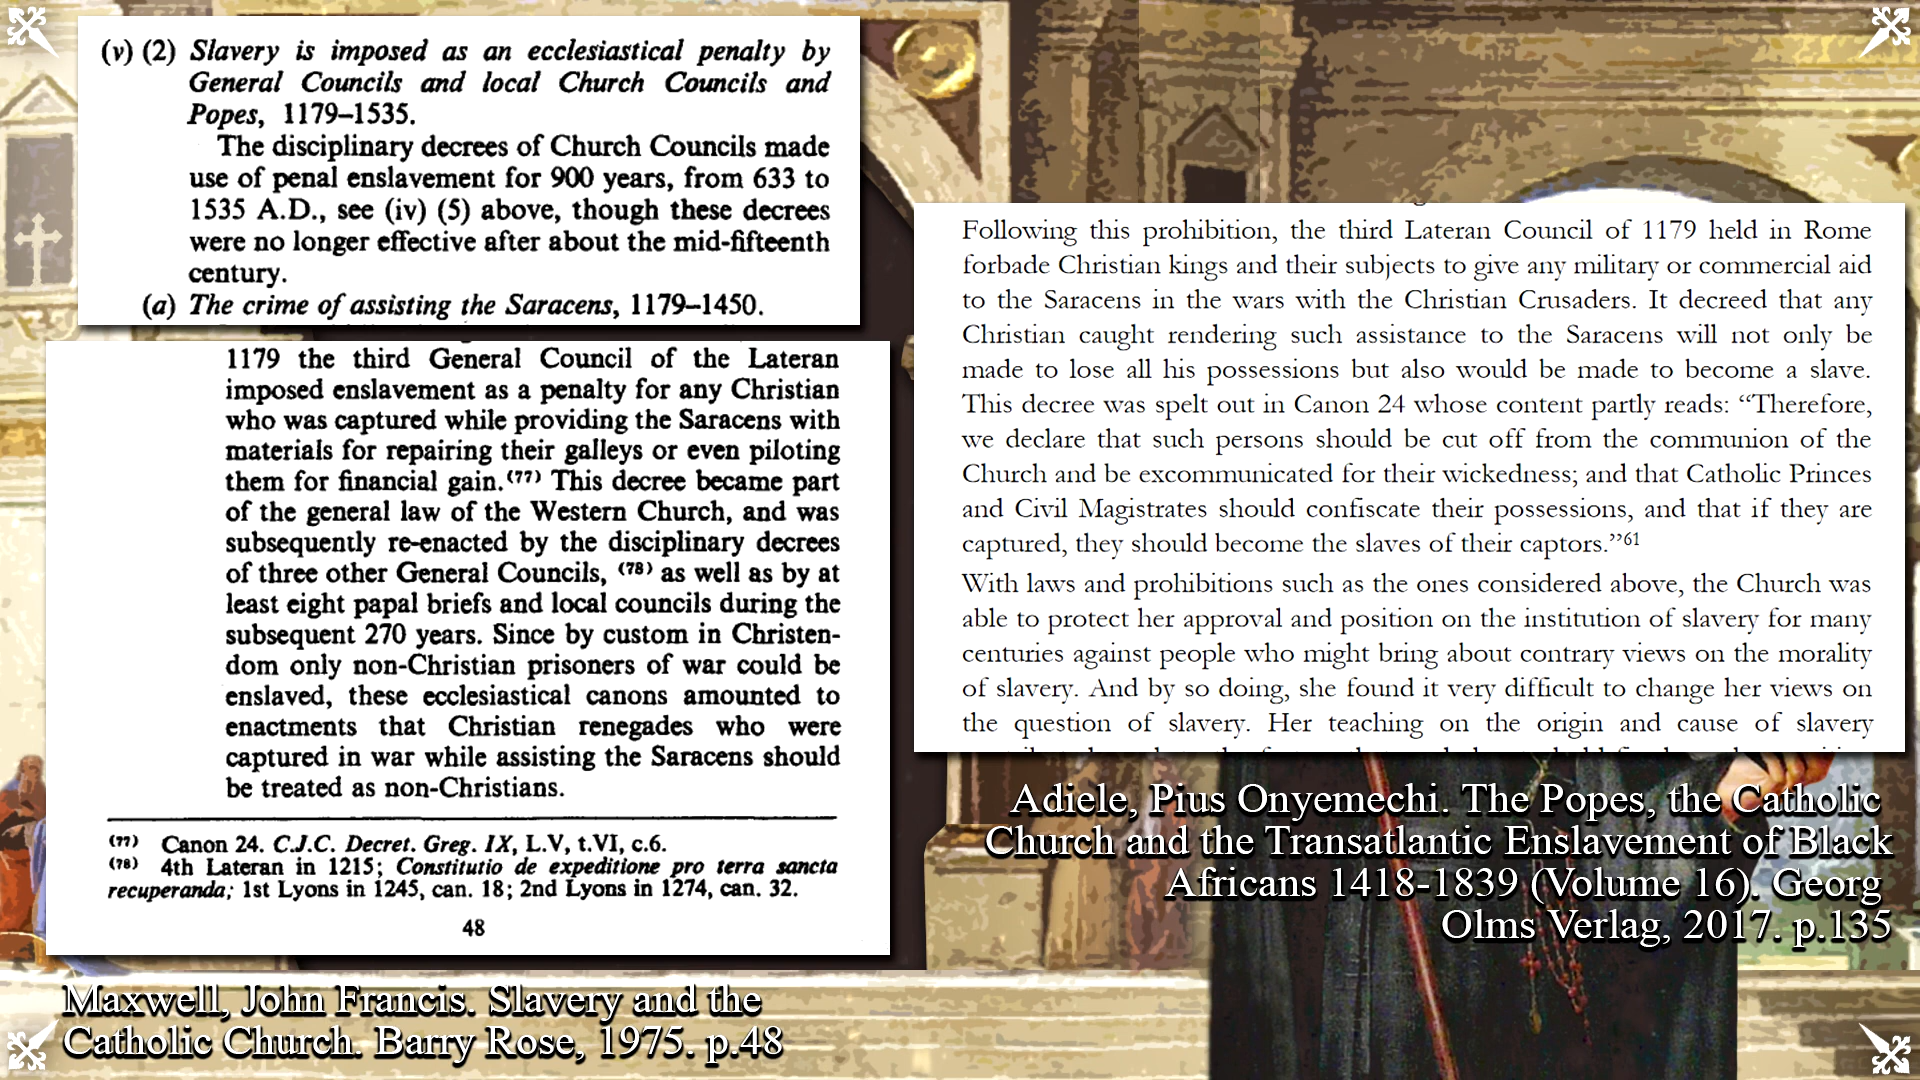 (v) (2) Slavery is imposed as an ecclesiastical penalty by
General Councils and local Church Councils and
Popes, 1179–1535.
The disciplinary decrees of Church Councils made
use of penal enslavement for 900 years, from 633 to
1535 A.D., see (iv) (5) above, though these decrees
were no longer effective after about the mid-fifteenth
century.
(a) The crime of assisting the Saracens, 1179–1450.
1179 the third General Council of the Lateran
imposed enslavement as a penalty for any Christian
who was captured while providing the Saracens with
materials for repairing their galleys or even piloting
them for financial gain.(77) This decree became part
of the general law of the Western Church, and was
subsequently re-enacted by the disciplinary decrees
of three other General Councils, (78) as well as by at
least eight papal briefs and local councils during the
subsequent 270 years. Since by custom in Christen-
dom only non-Christian prisoners of war could be
enslaved, these ecclesiastical canons amounted to
enactments that Christian renegades who were
captured in war while assisting the Saracens should
be treated as non-Christians.
(77) Canon 24. C.J.C. Decret. Greg. IX, L.V, t.VI, c.6.
(78) 4th Lateran in 1215; Constitutio de expeditione pro terra sancta
recuperanda; 1st Lyons in 1245, can. 18; 2nd Lyons in 1274, can. 32.
48
Maxwell, John Francis. Slavery and the
Catholic Church. Barry Rose, 1975. p.48
Following this prohibition, the third Lateran Council of 1179 held in Rome
forbade Christian kings and their subjects to give any military or commercial aid
to the Saracens in the wars with the Christian Crusaders. It decreed that any
Christian caught rendering such assistance to the Saracens will not only be
made to lose all his possessions but also would be made to become a slave.
This decree was spelt out in Canon 24 whose content partly reads: “Therefore,
we declare that such persons should be cut off from the communion of the
Church and be excommunicated for their wickedness; and that Catholic Princes
and Civil Magistrates should confiscate their possessions, and that if they are
captured, they should become the slaves of their captors.”61
With laws and prohibitions such as the ones considered above, the Church was
able to protect her approval and position on the institution of slavery for many
centuries against people who might bring about contrary views on the morality
of slavery. And by so doing, she found it very difficult to change her views on
the question of slavery. Her teaching on the origin and cause of slavery
Adiele, Pius Onyemechi. The Popes, the Catholic
Church and the Transatlantic Enslavement of Black
Africans 1418-1839 (Volume 16). Georg
Olms Verlag, 2017. p.135